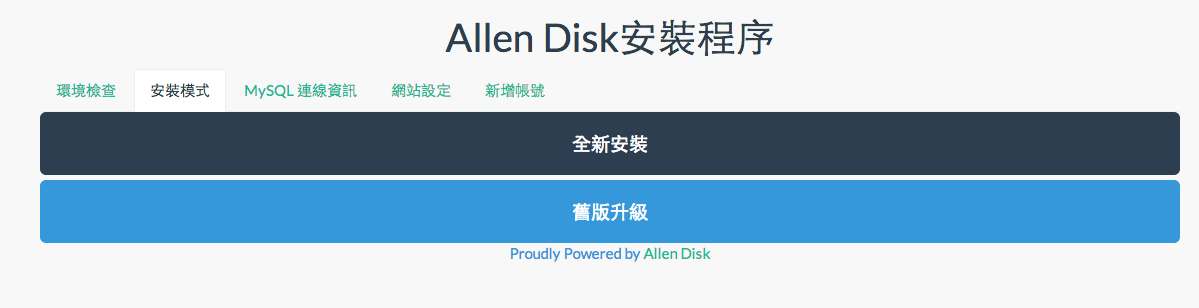 Allen Disk安裝程序
環境檢查 安裝模式 MySQL 連線資訊 網站設定 新增帳號
全新安裝
舊版升級
Proudly Powered by Allen Disk